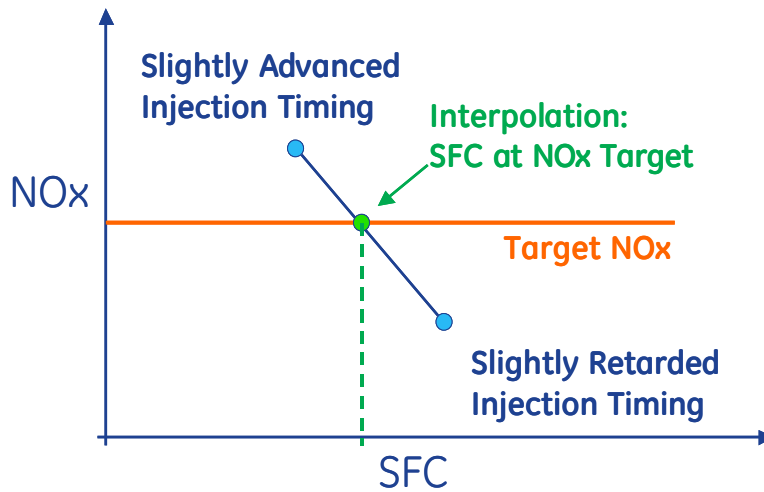 Slightly Advanced
Injection Timing
Interpolation:
SFC at NOx Target
NOx
Target NOx
Slightly Retarded
Injection Timing
SFC